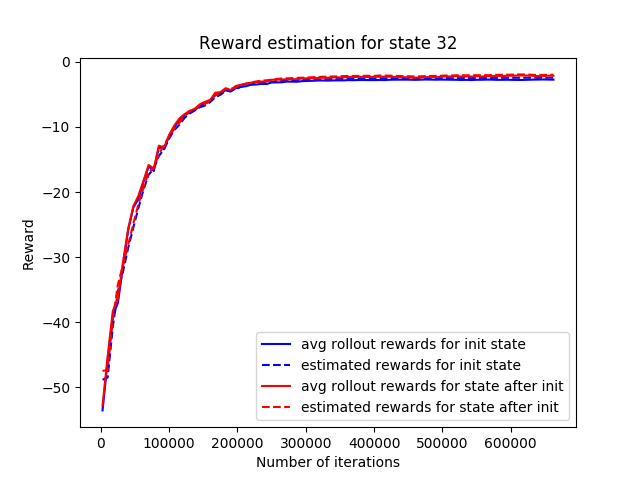 Reward estimation for state 32
0
−10
−20
−30
−40
−50
Reward
avg rollout rewards for init state
estimated rewards for init state
avg rollout rewards for state after init
estimated rewards for state after init
0 100000 200000 300000 400000 500000 600000
Number of iterations